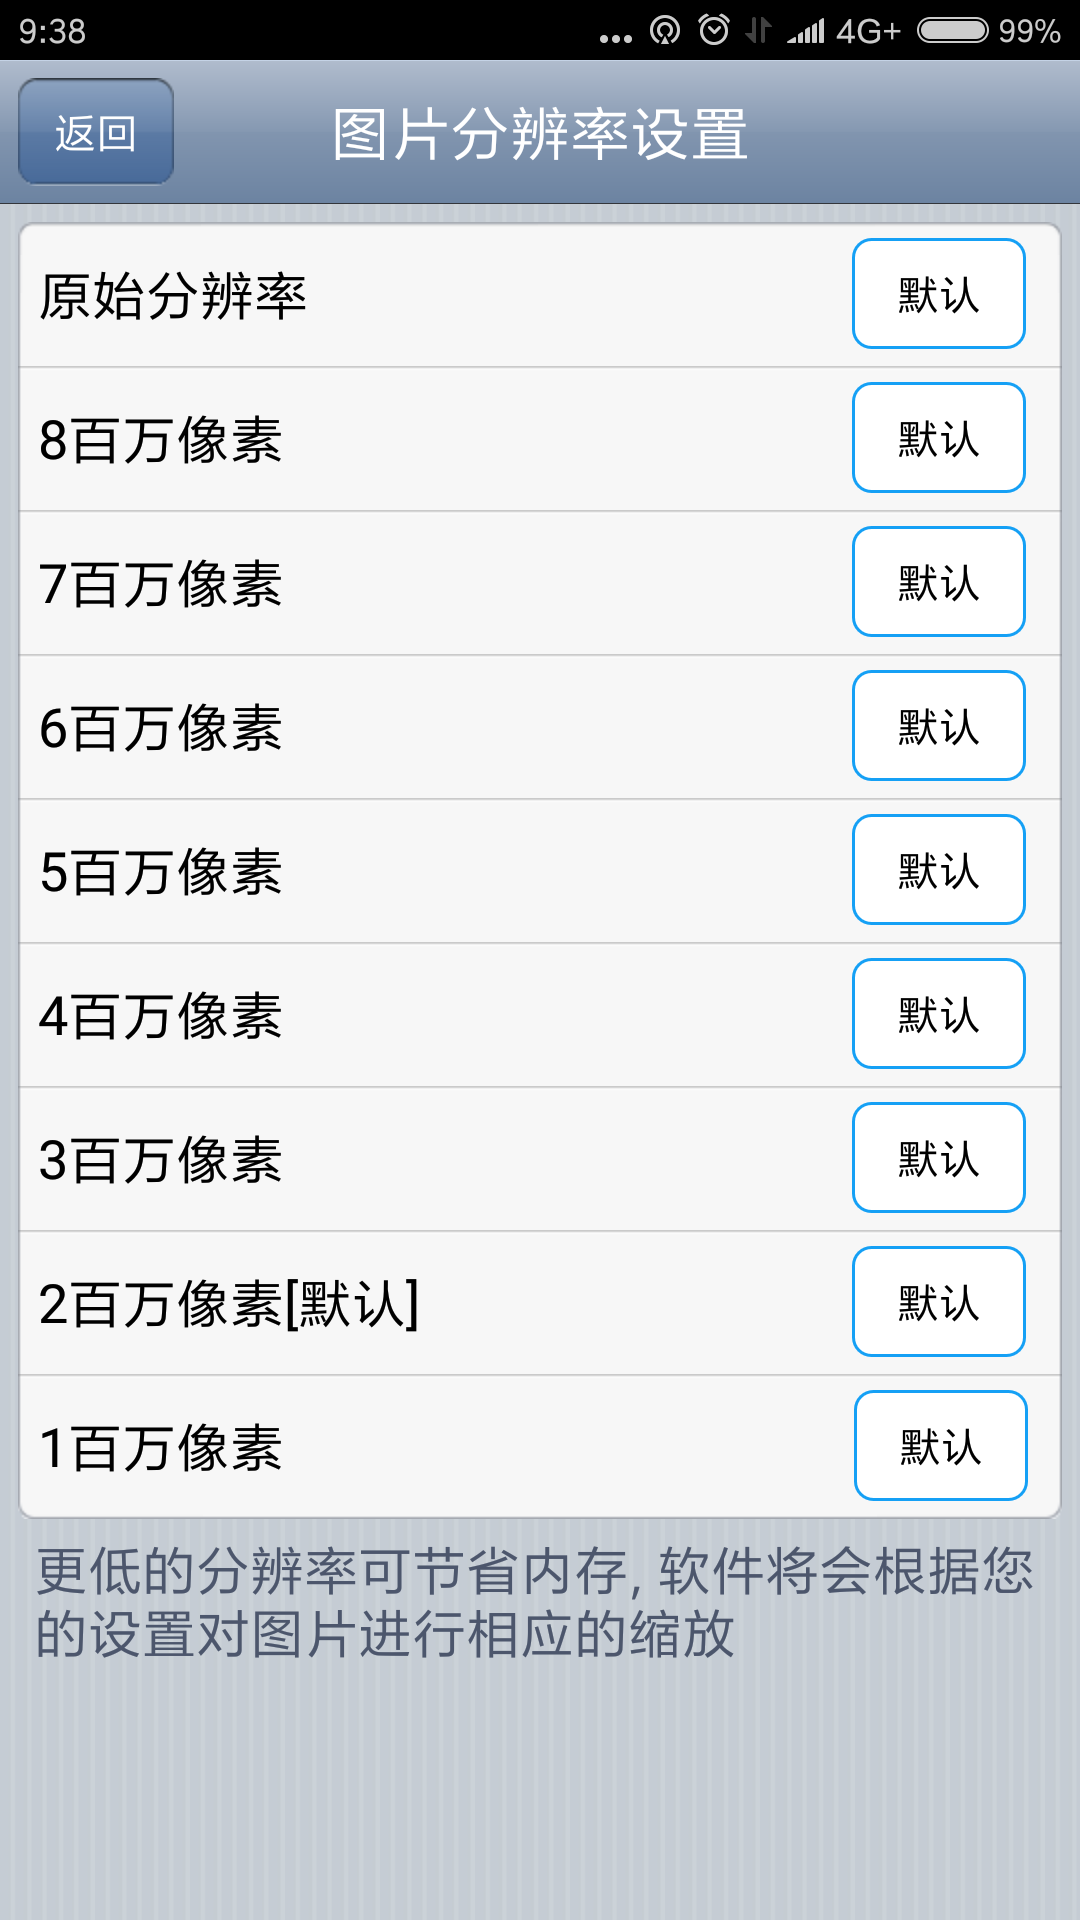 9:38 ... 4G+ 99%
返回 图片分辨率设置
原始分辨率 默认
8百万像素 默认
7百万像素 默认
6百万像素 默认
5百万像素 默认
4百万像素 默认
3百万像素 默认
2百万像素[默认] 默认
1百万像素 默认
更低的分辨率可节省内存,软件将会根据您
的设置对图片进行相应的缩放